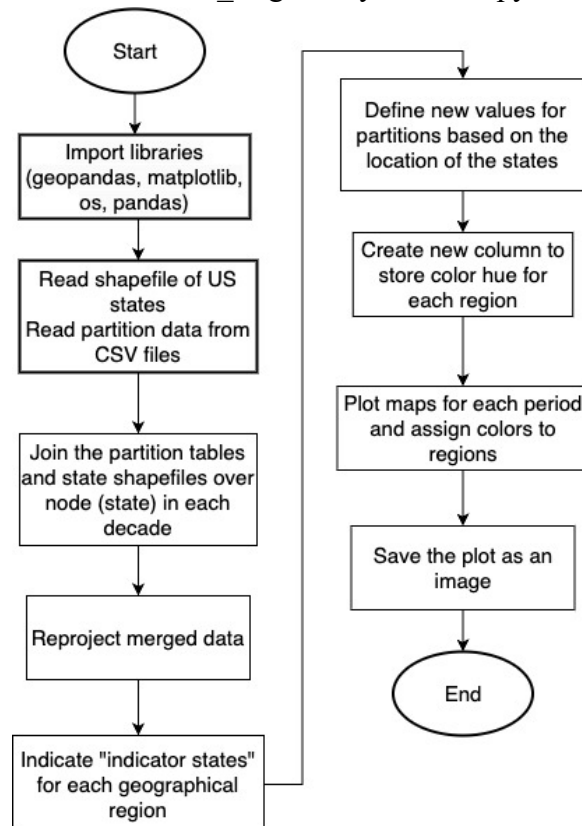 Start
Import libraries
(geopandas, matplotlib,
os, pandas)
Read shapefile of US
states
Read partition data from
CSV files
Join the partition tables
and state shapefiles over
node (state) in each
decade
Reproject merged data
Indicate "indicator states"
for each geographical
region
Define new values for
partitions based on the
location of the states
Create new column to
store color hue for
each region
Plot maps for each period
and assign colors to
regions
Save the plot as an
image
End